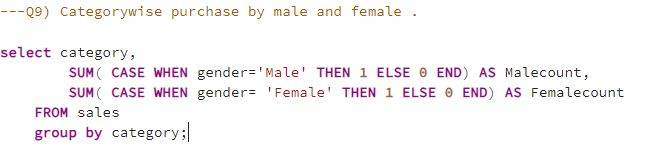 ---Q9) Categorywise purchase by male and female .
select category,
SUM( CASE WHEN gender='Male' THEN 1 ELSE 0 END) AS Malecount,
SUM( CASE WHEN gender= 'Female' THEN 1 ELSE 0 END) AS Femalecount
FROM sales
group by category;